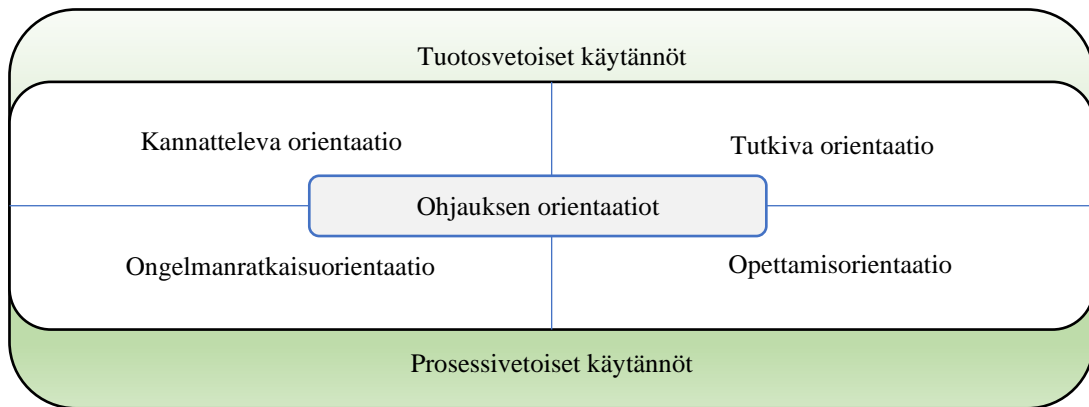 Tuotosvetoiset käytännöt
Kannatteleva orientaatio
Tutkiva orientaatio
Ohjauksen orientaatiot
Ongelmanratkaisuorientaatio
Opettamisorientaatio
Prosessivetoiset käytännöt